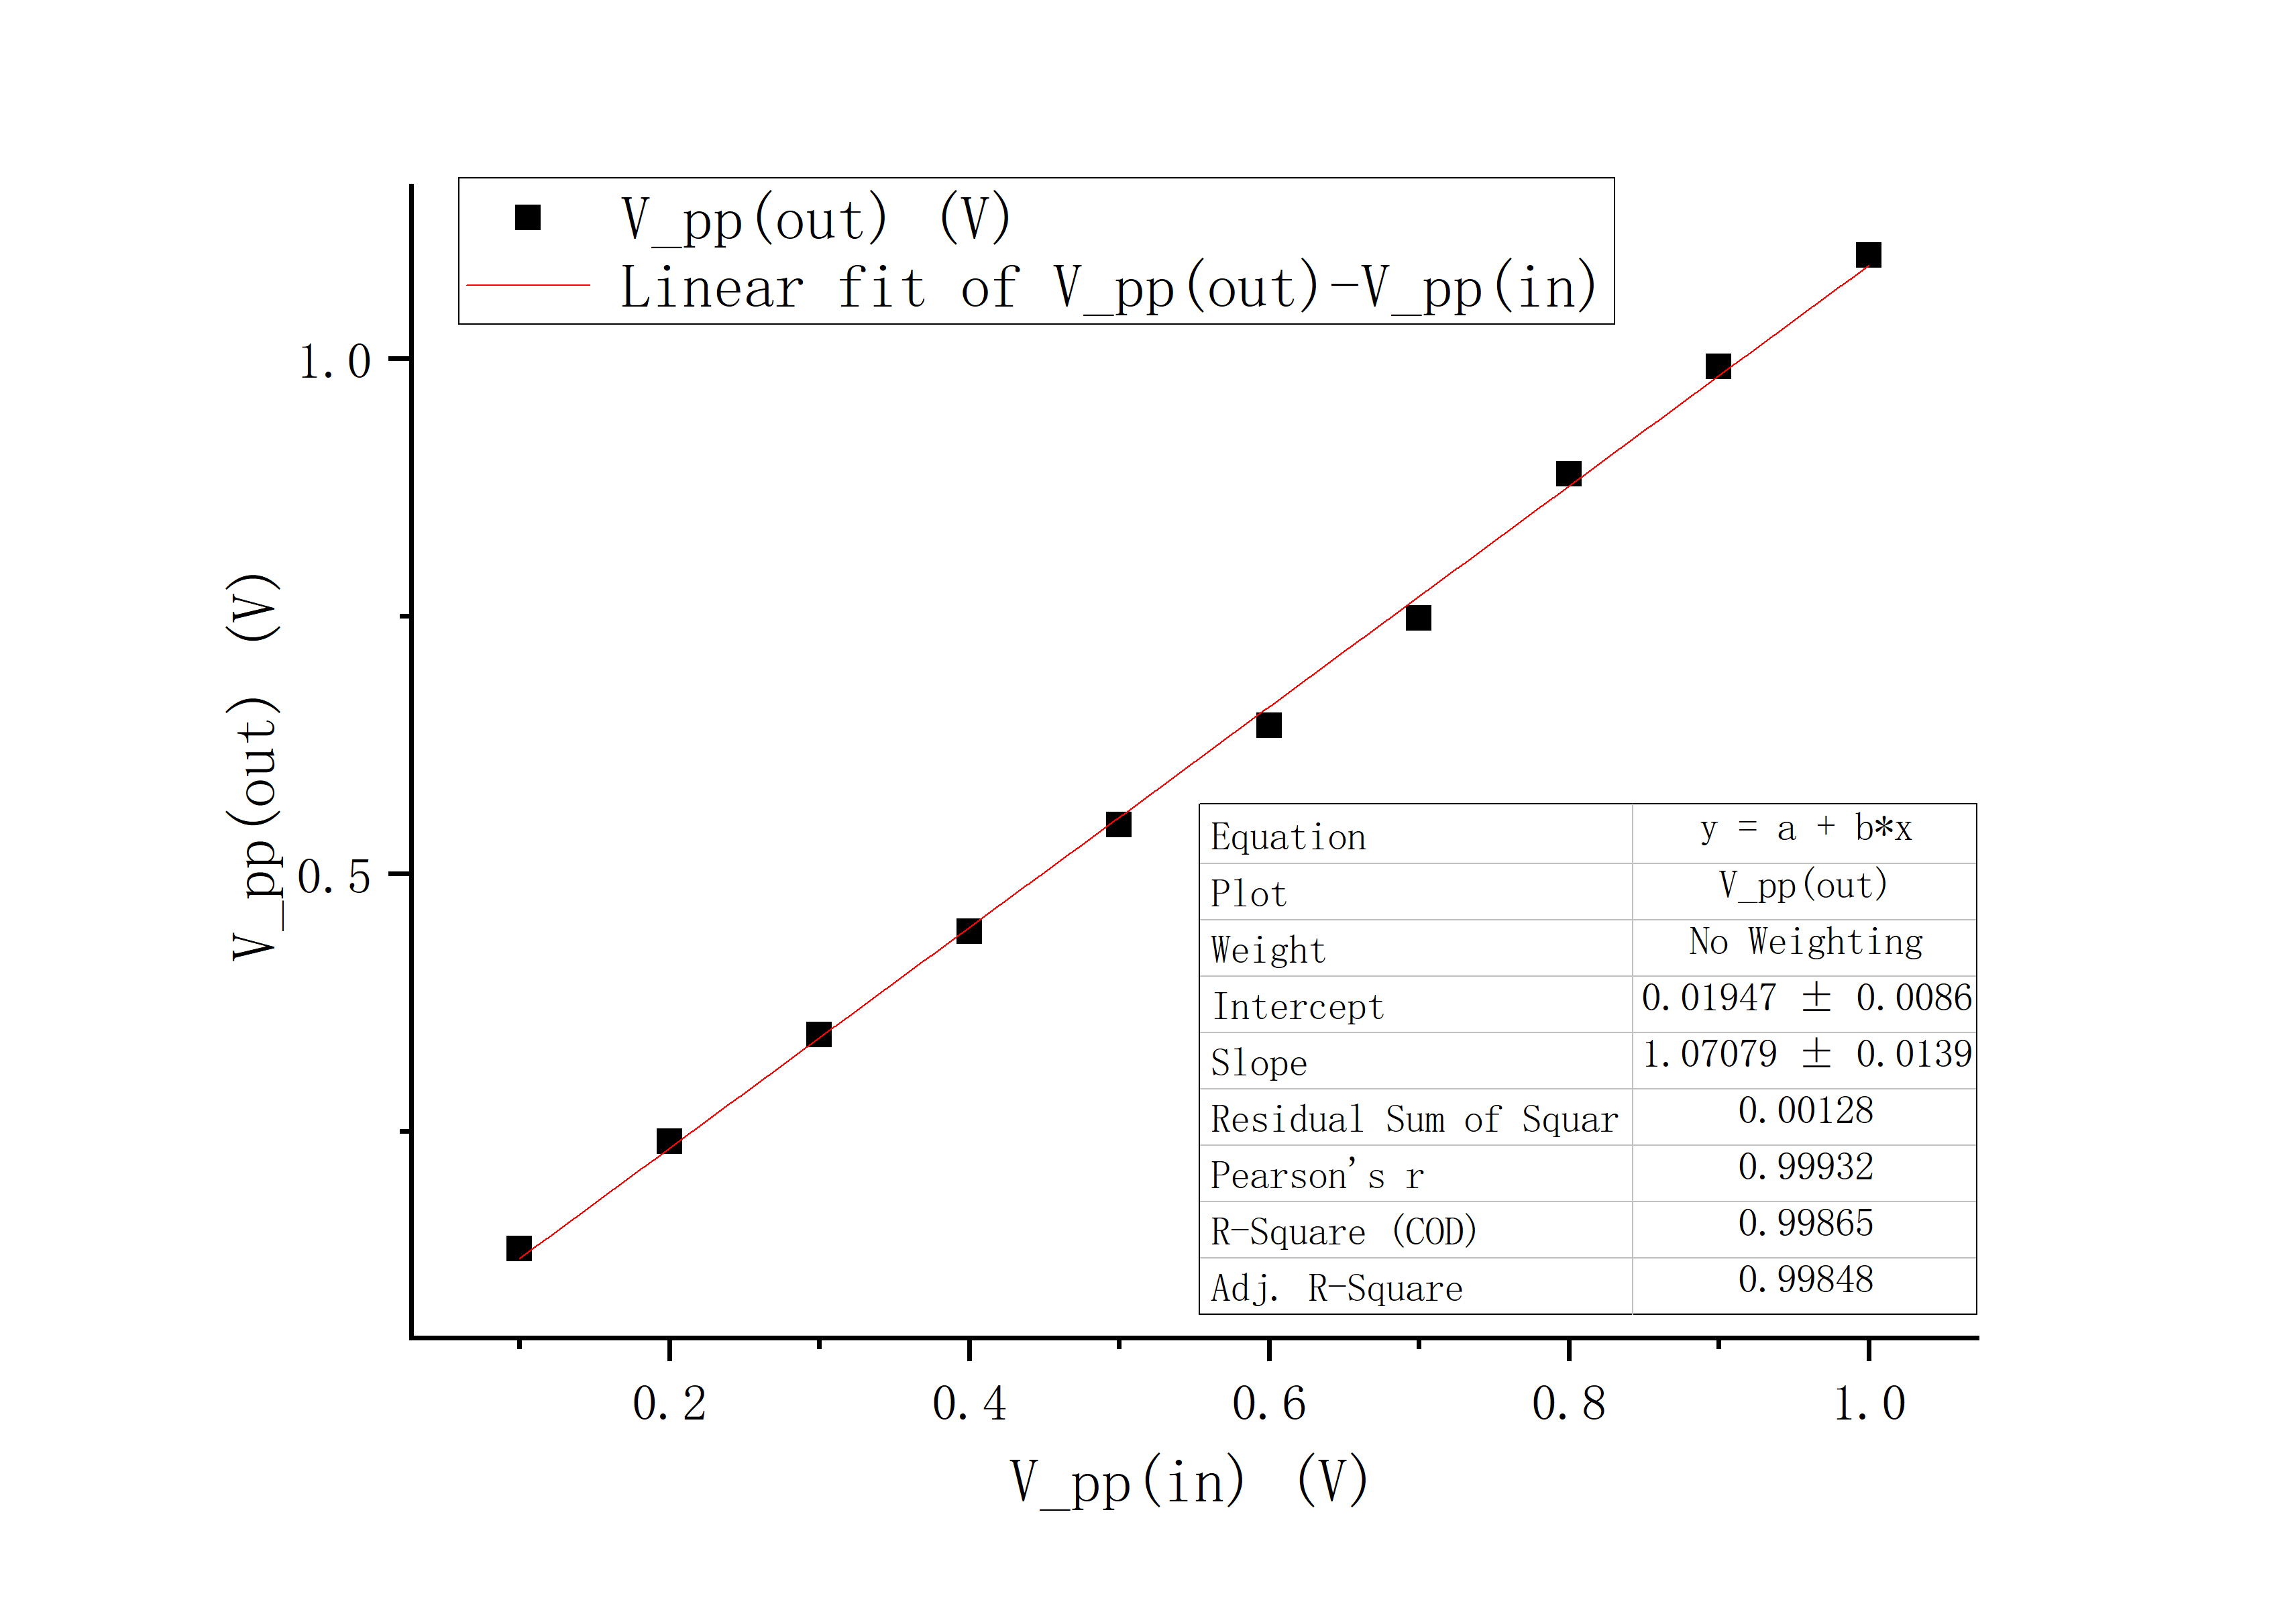 V_pp(out) (V)
Linear fit of V_pp(out)-V_pp(in)
1.0
0.5
V_pp(out) (V)
Equation y = a + b*x
Plot V_pp(out)
Weight No Weighting
Intercept 0.01947 ± 0.0086
Slope 1.07079 ± 0.0139
Residual Sum of Squar 0.00128
Pearson's r 0.99932
R-Square (COD) 0.99865
Adj. R-Square 0.99848
0.2 0.4 0.6 0.8 1.0
V_pp(in) (V)